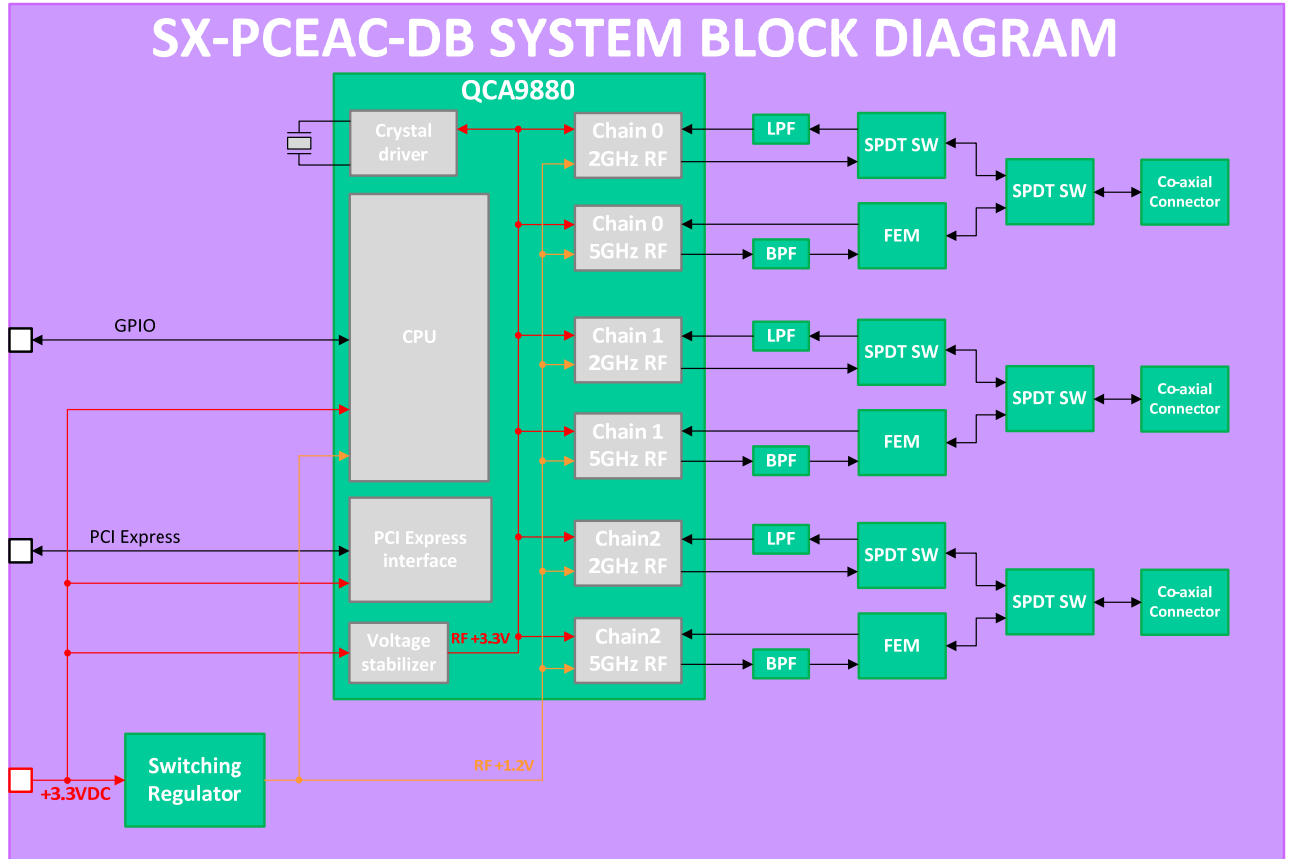 SX-PCEAC-DB SYSTEM BLOCK DIAGRAM
QCA9880
Crystal
driver
Chain 0
2GHz RF
LPF
SPDT SW
SPDT SW
Co-axial
Connector
Chain 0
5GHz RF
BPF
FEM
GPIO
CPU
Chain 1
2GHz RF
LPF
SPDT SW
SPDT SW
Co-axial
Connector
Chain 1
5GHz RF
BPF
FEM
PCI Express
PCI Express
interface
Chain2
2GHz RF
LPF
SPDT SW
SPDT SW
Co-axial
Connector
Voltage
stabilizer
RF +3.3V
Chain2
5GHz RF
BPF
FEM
+3.3VDC
Switching
Regulator
RF +1.2V